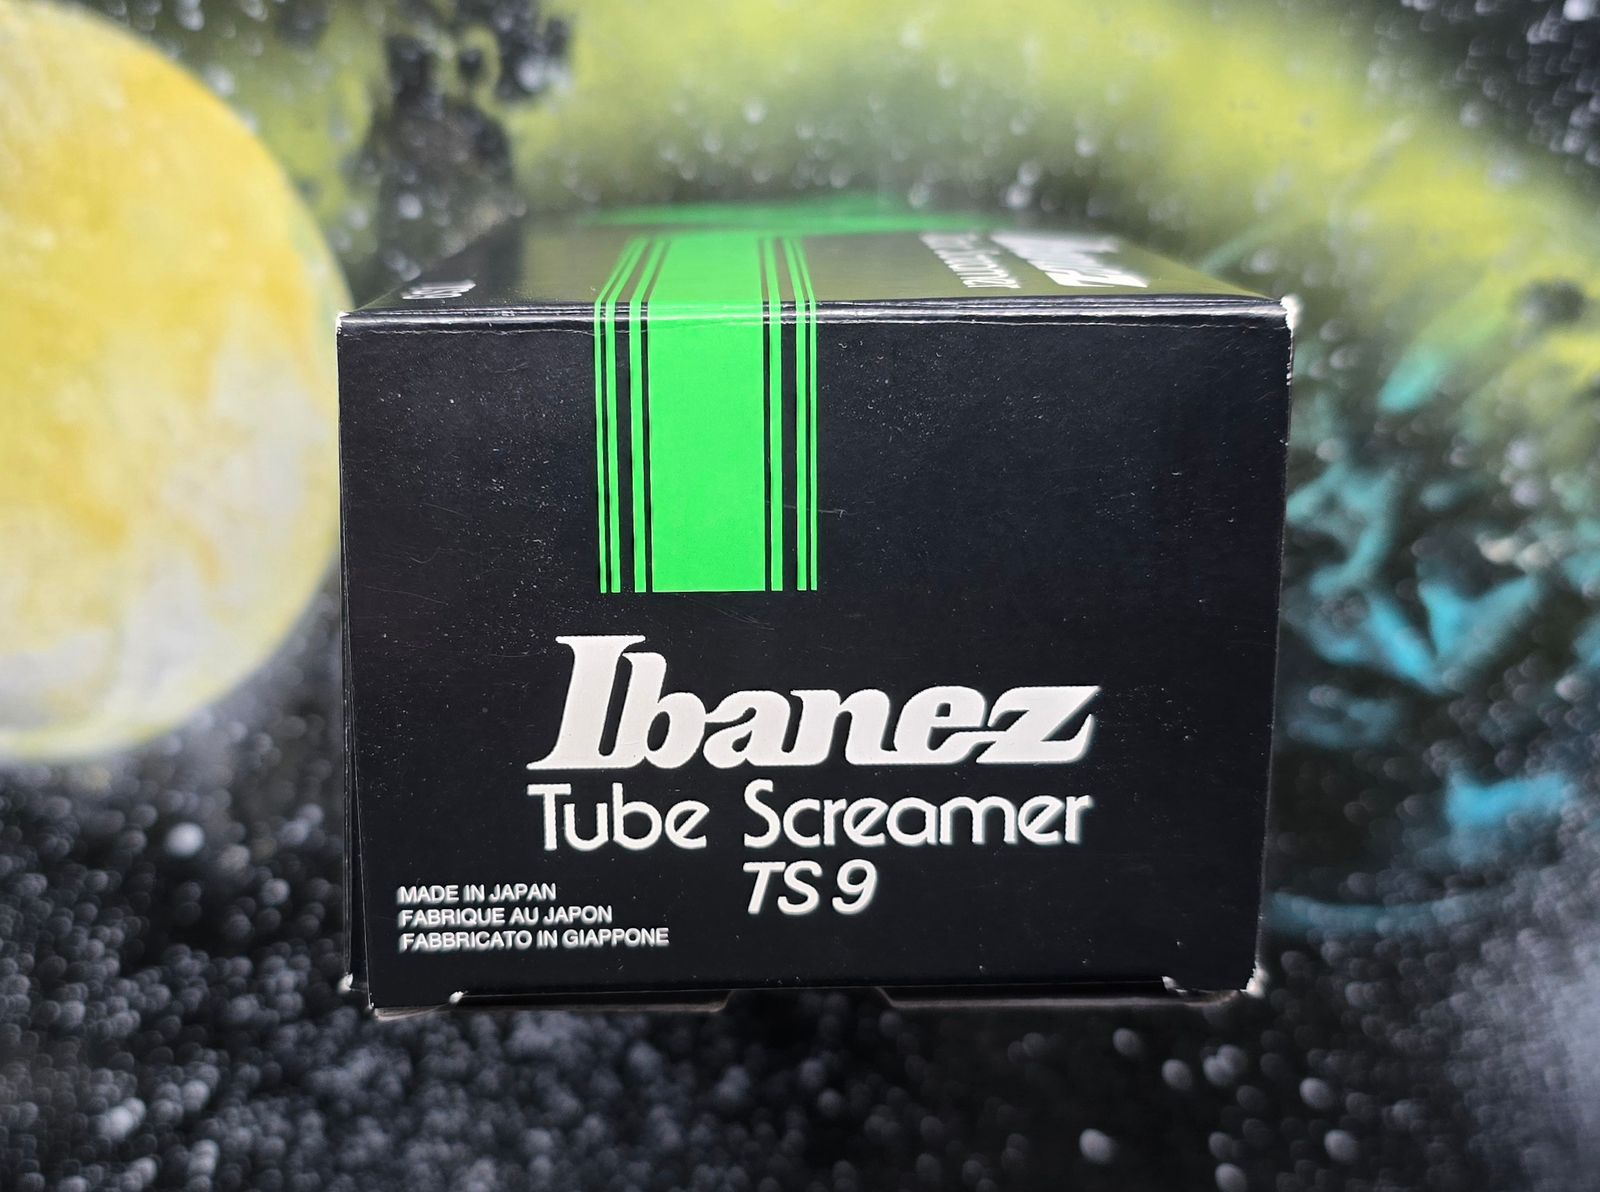 Ibanez
Tube Screamer
TS9
MADE IN JAPAN
FABRIQUE AU JAPON
FABBRICATO IN GIAPPONE